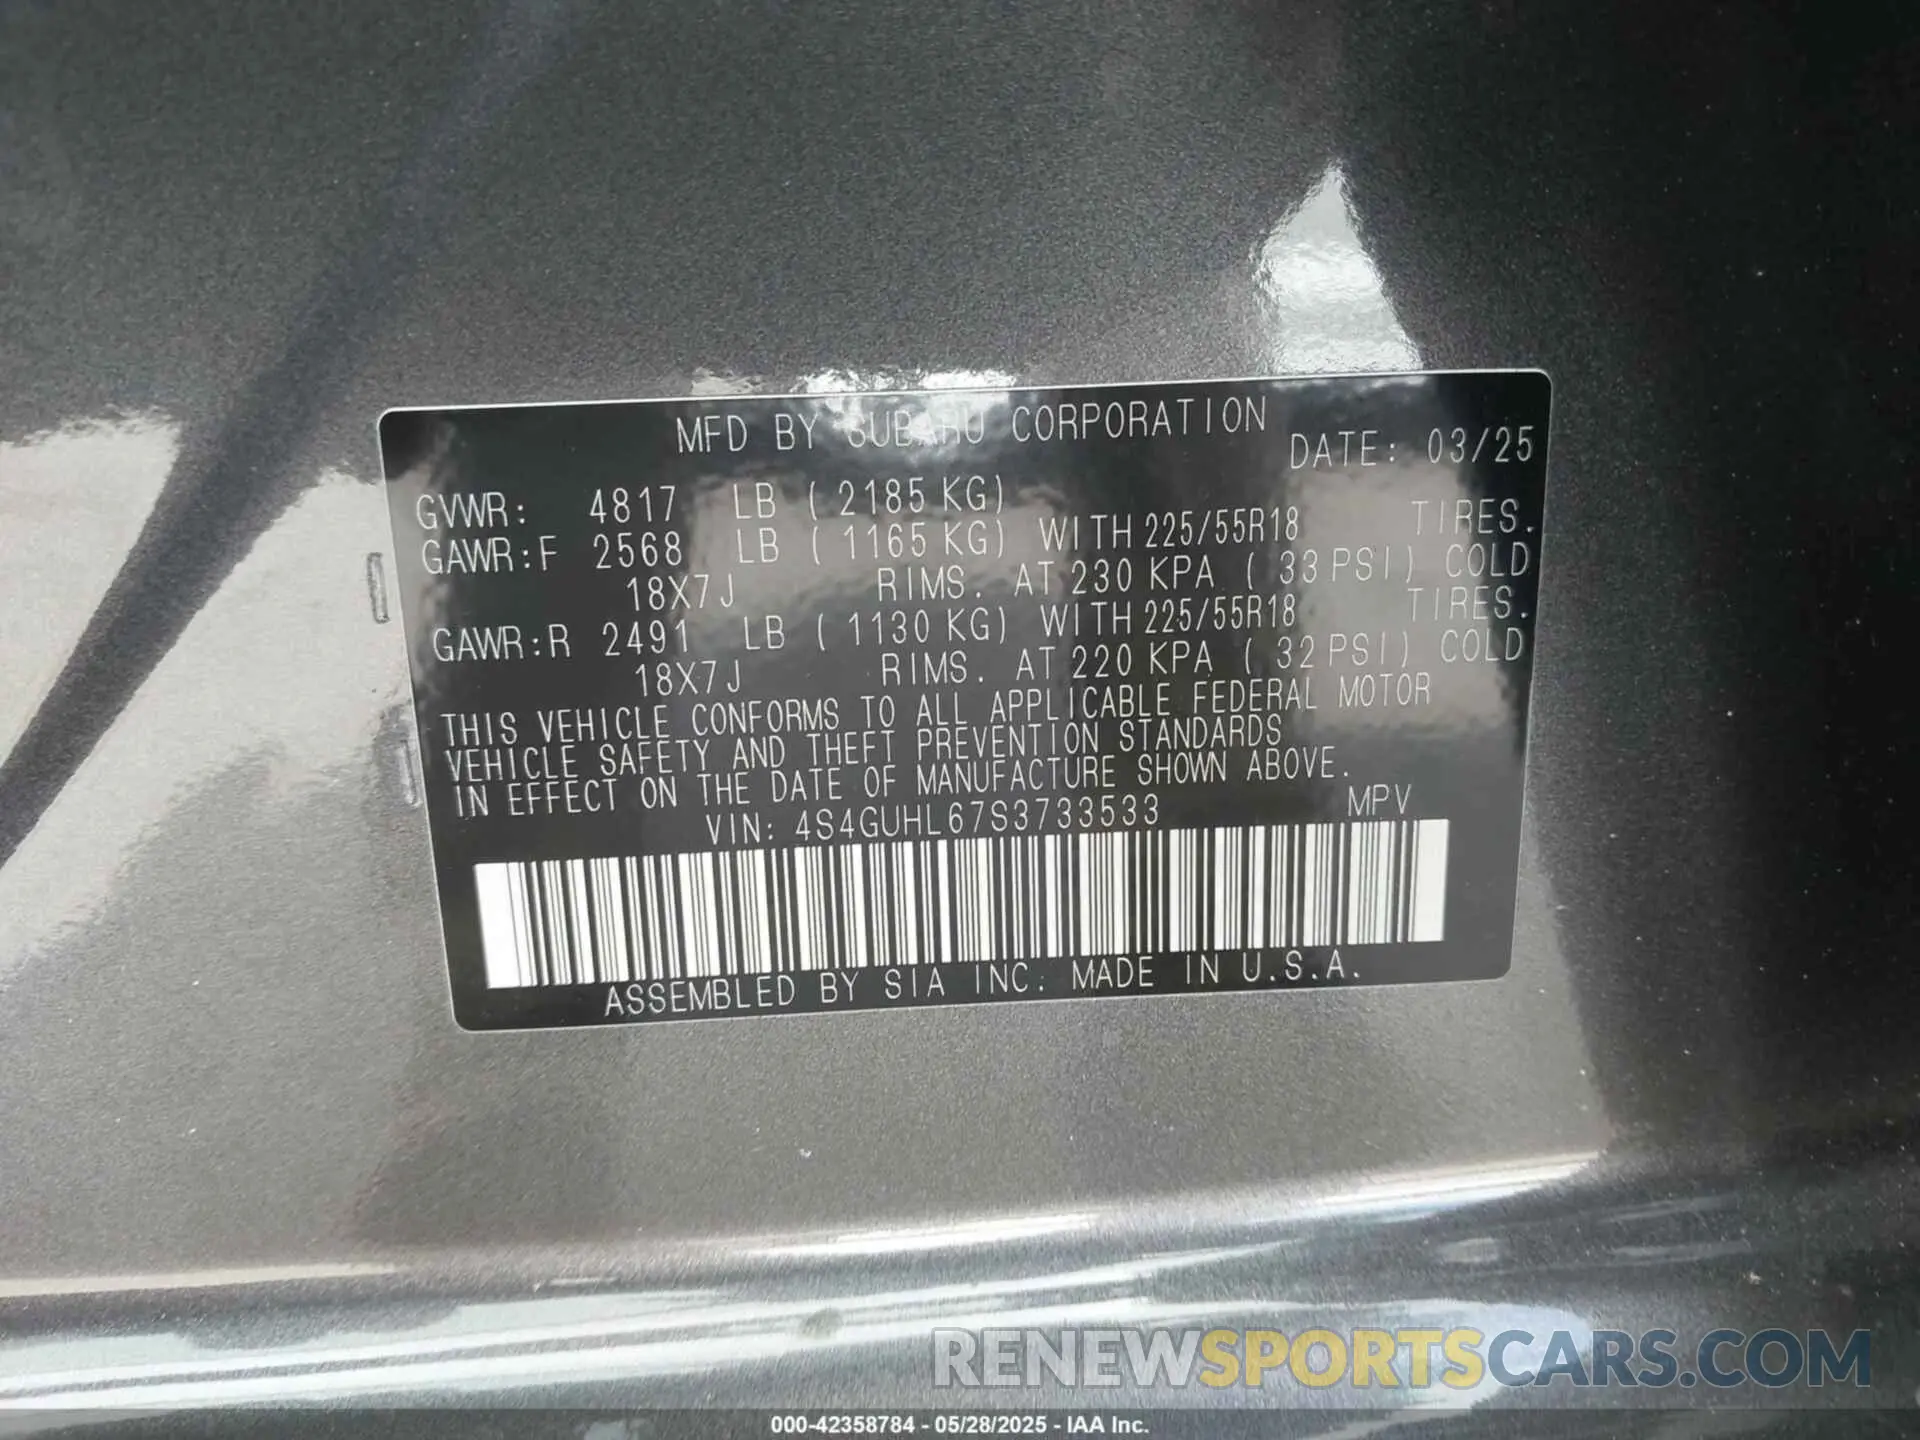 MFD BY SUBARU CORPORATION
DATE: 03/25
GVWR: 4817 LB ( 2185 KG)
GAWR:F 2568 LB ( 1165 KG) WITH 225/55R18 TIRES.
18X7J RIMS. AT 230 KPA ( 33 PSI) COLD
GAWR:R 2491 LB ( 1130 KG) WITH 225/55R18 TIRES.
18X7J RIMS. AT 220 KPA ( 32 PSI) COLD
THIS VEHICLE CONFORMS TO ALL APPLICABLE FEDERAL MOTOR
VEHICLE SAFETY AND THEFT PREVENTION STANDARDS
IN EFFECT ON THE DATE OF MANUFACTURE SHOWN ABOVE.
VIN: 4S4GUHL67S3733533 MPV
ASSEMBLED BY SIA INC. MADE IN U.S.A.
RENEWSPORTSCARS.COM
000-42358784 - 05/28/2025 - IAA Inc.